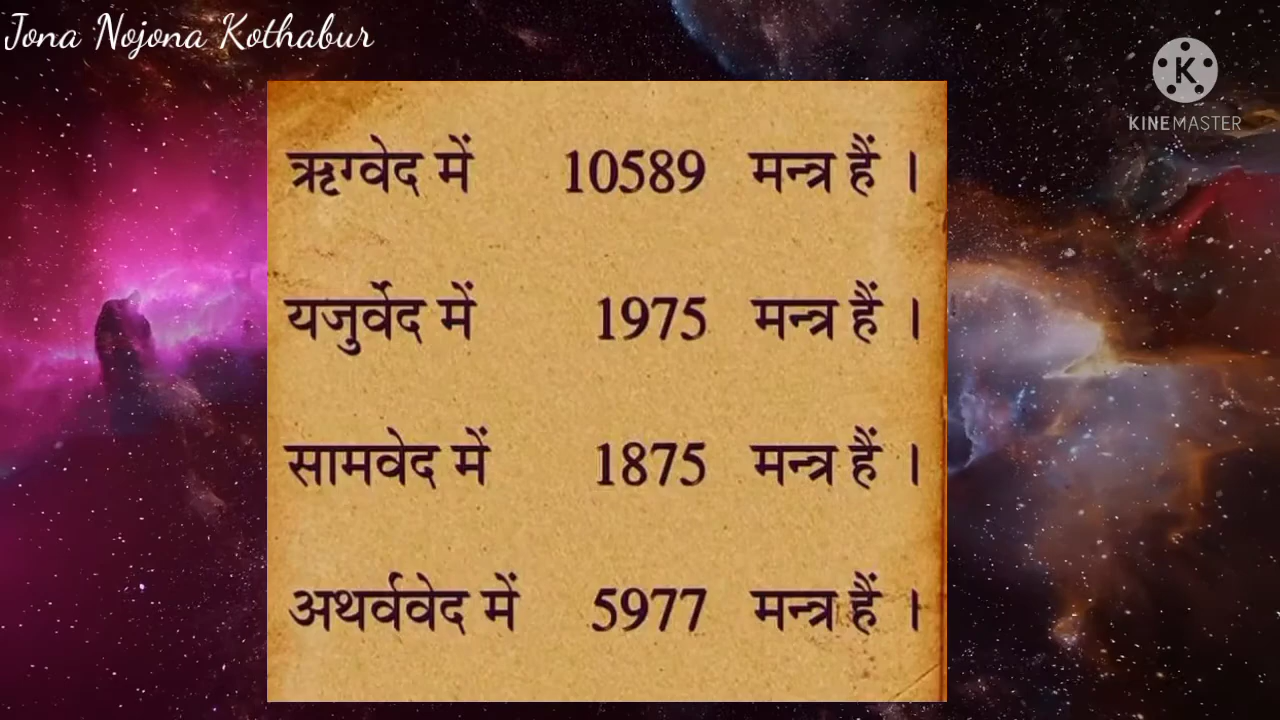 Jona Nojona Kothabur
KINEMASTER
ऋग्वेद में 10589 मन्त्र हैं ।
यजुर्वेद में 1975 मन्त्र हैं ।
सामवेद में 1875 मन्त्र हैं ।
अथर्ववेद में 5977 मन्त्र हैं ।